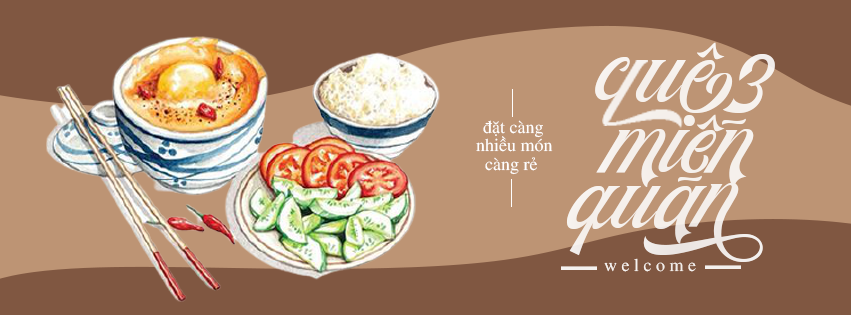 đặt càng
nhiều món
càng rẻ
quê 3
miền
quán
welcome